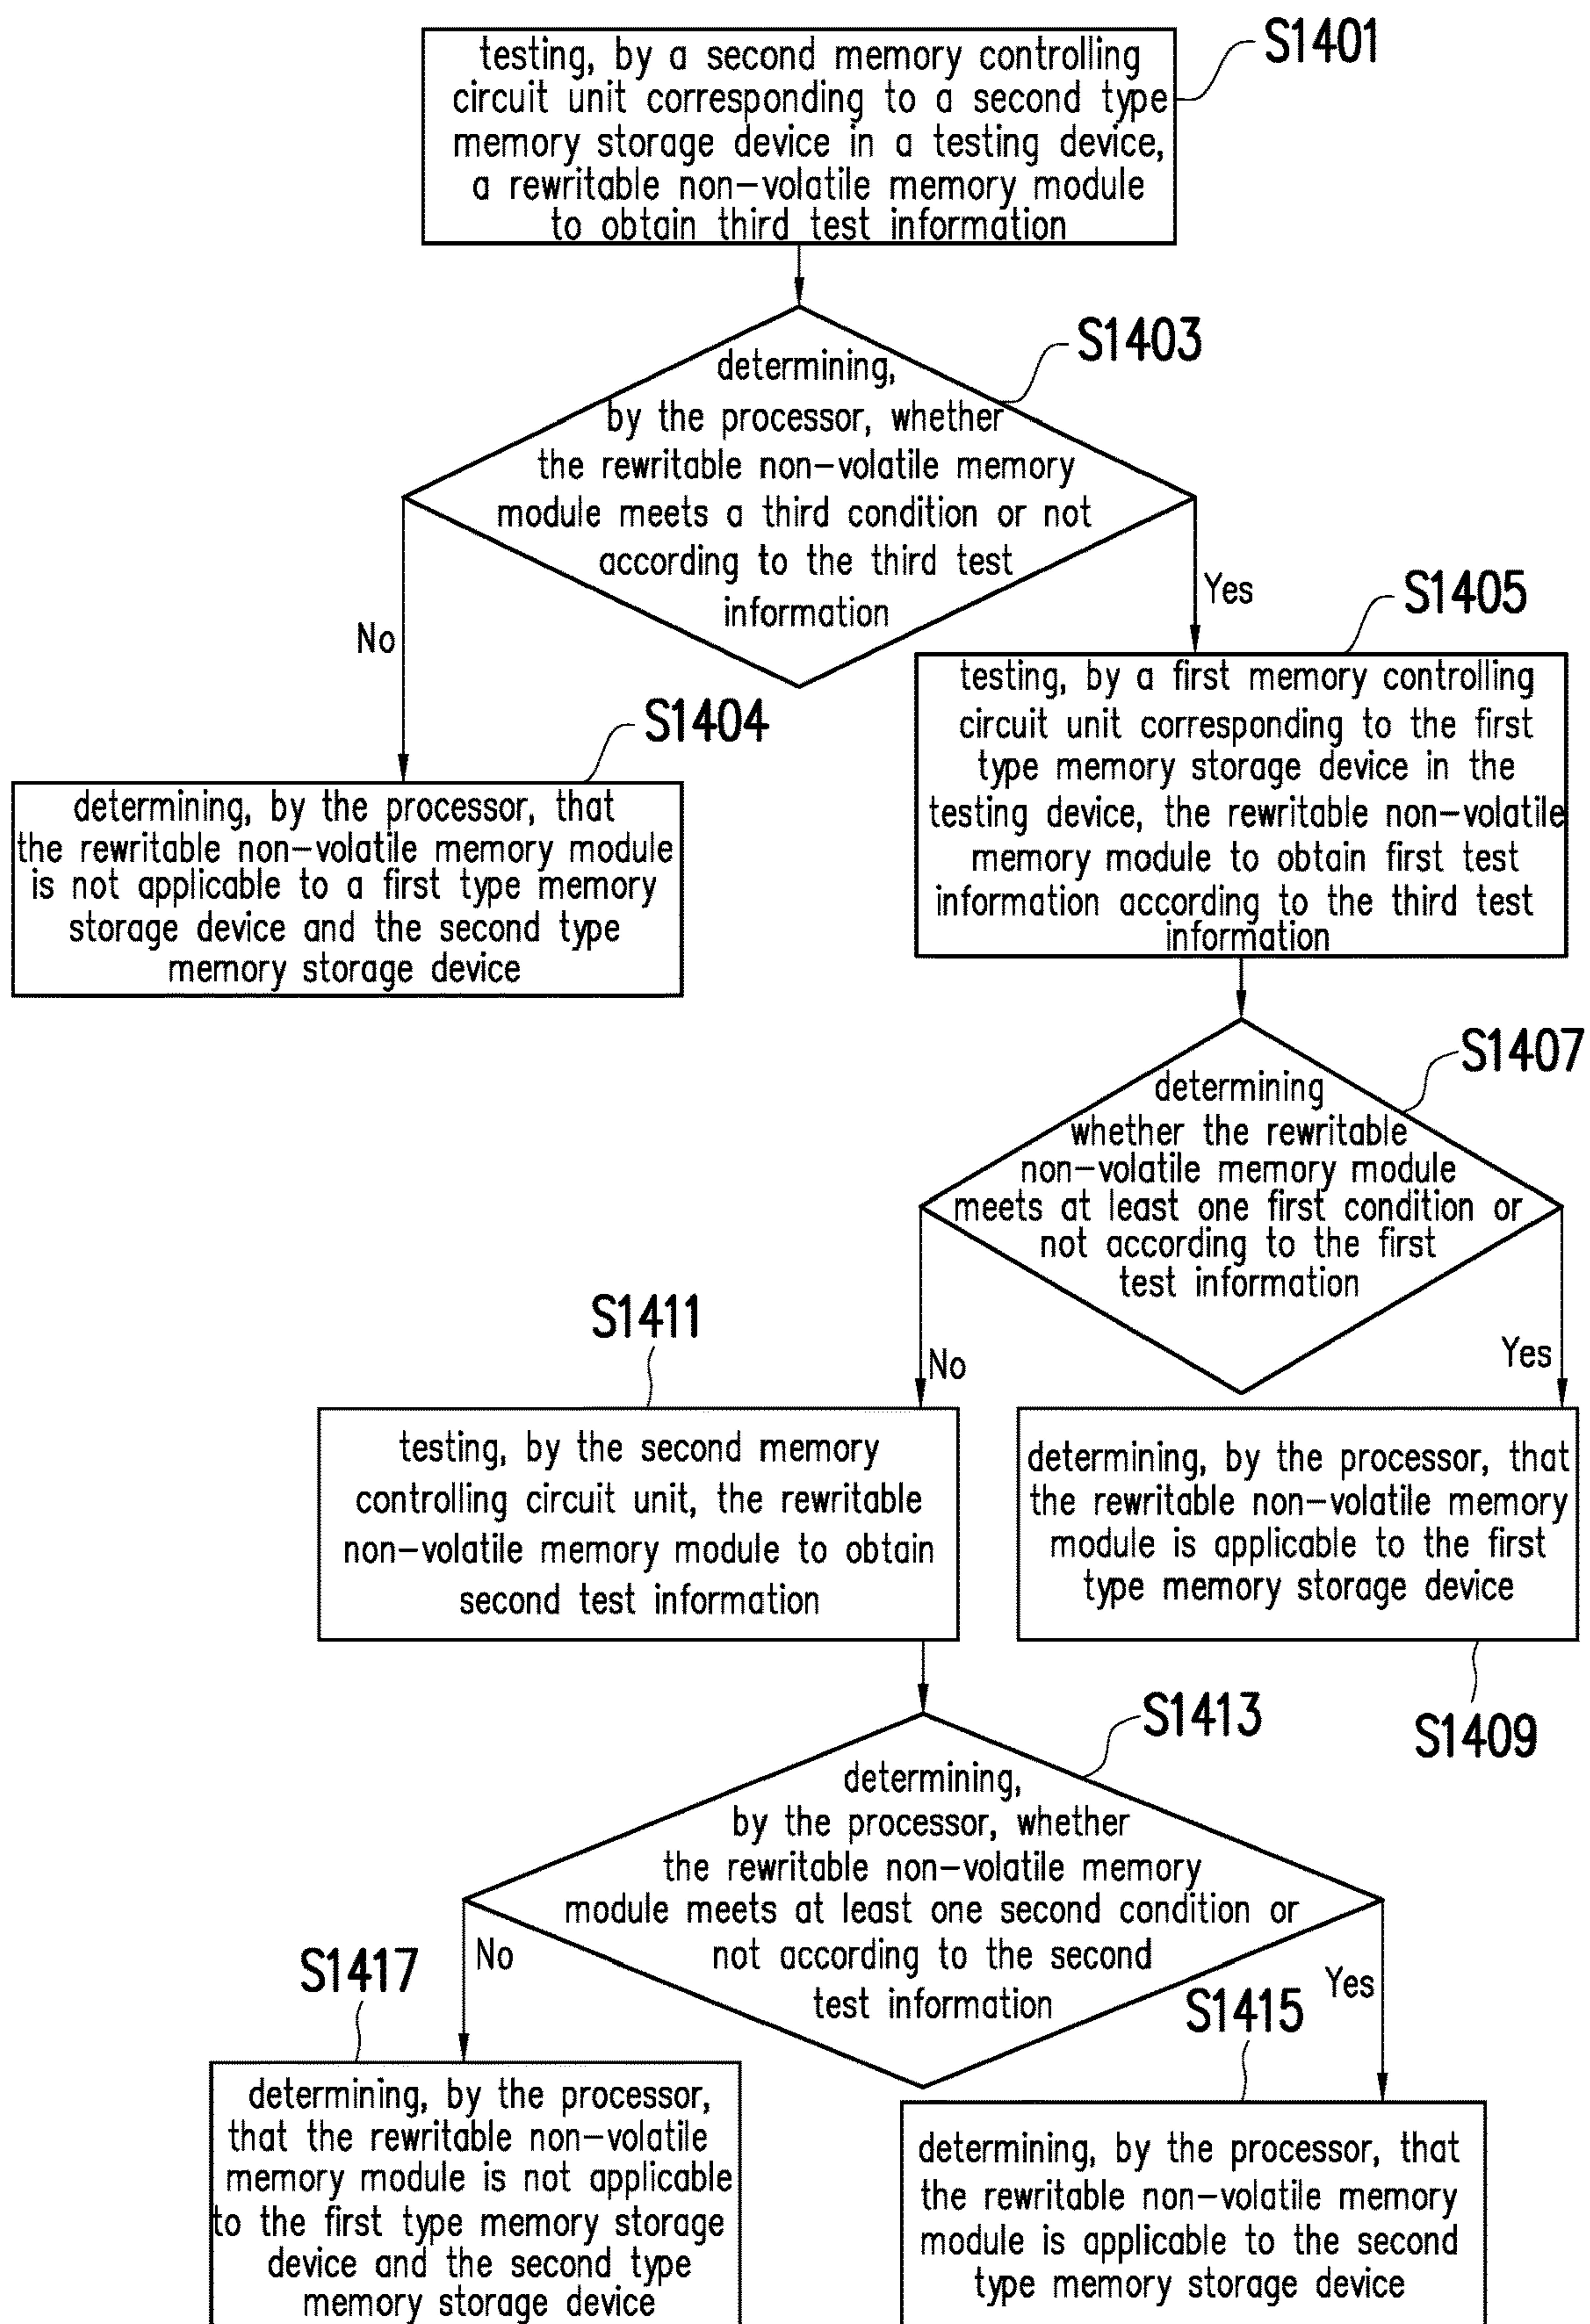 S1401
testing, by a second memory controlling
circuit unit corresponding to a second type
memory storage device in a testing device,
a rewritable non-volatile memory module
to obtain third test information
S1403
determining,
by the processor, whether
the rewritable non-volatile memory
module meets a third condition or not
according to the third test
information
No
Yes
S1404
determining, by the processor, that
the rewritable non-volatile memory module
is not applicable to a first type memory
storage device and the second type
memory storage device
S1405
testing, by a first memory controlling
circuit unit corresponding to the first
type memory storage device in the
testing device, the rewritable non-volatile
memory module to obtain first test
information according to the third test
information
S1407
determining
whether the rewritable
non-volatile memory module
meets at least one first condition or
not according to the first
test information
No
Yes
S1411
testing, by the second memory
controlling circuit unit, the rewritable
non-volatile memory module to obtain
second test information
determining, by the processor, that
the rewritable non-volatile memory
module is applicable to the first
type memory storage device
S1409
S1413
determining,
by the processor, whether
the rewritable non-volatile memory
module meets at least one second condition or
not according to the second
test information
No
Yes
S1417
determining, by the processor,
that the rewritable non-volatile
memory module is not applicable
to the first type memory storage
device and the second type
memory storage device
S1415
determining, by the processor, that
the rewritable non-volatile memory
module is applicable to the second
type memory storage device